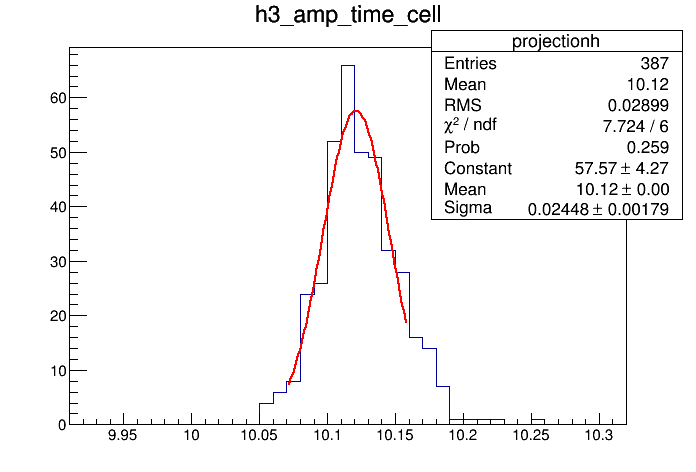 h3_amp_time_cell
projectionh
Entries 387
Mean 10.12
RMS 0.02899
χ² / ndf 7.724 / 6
Prob 0.259
Constant 57.57 ± 4.27
Mean 10.12 ± 0.00
Sigma 0.02448 ± 0.00179
60
50
40
30
20
10
0
9.95 10 10.05 10.1 10.15 10.2 10.25 10.3